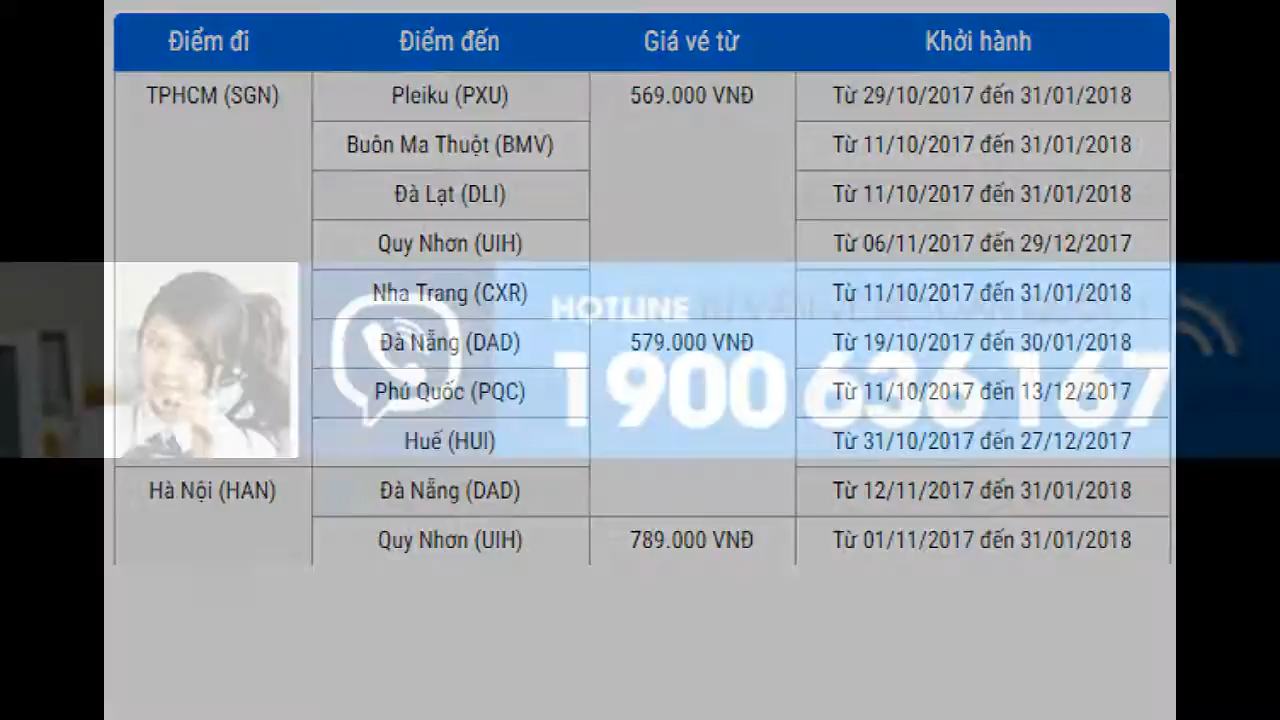 Điểm đi Điểm đến Giá vé từ Khởi hành
TPHCM (SGN) Pleiku (PXU) 569.000 VNĐ Từ 29/10/2017 đến 31/01/2018
Buôn Ma Thuột (BMV) Từ 11/10/2017 đến 31/01/2018
Đà Lạt (DLI) Từ 11/10/2017 đến 31/01/2018
Quy Nhơn (UIH) Từ 06/11/2017 đến 29/12/2017
Nha Trang (CXR) Từ 11/10/2017 đến 31/01/2018
HOTLINE
Đà Nẵng (DAD) 579.000 VNĐ Từ 19/10/2017 đến 30/01/2018
1900 636 167
Phú Quốc (PQC) Từ 11/10/2017 đến 13/12/2017
Huế (HUI) Từ 31/10/2017 đến 27/12/2017
Hà Nội (HAN) Đà Nẵng (DAD) Từ 12/11/2017 đến 31/01/2018
Quy Nhơn (UIH) 789.000 VNĐ Từ 01/11/2017 đến 31/01/2018